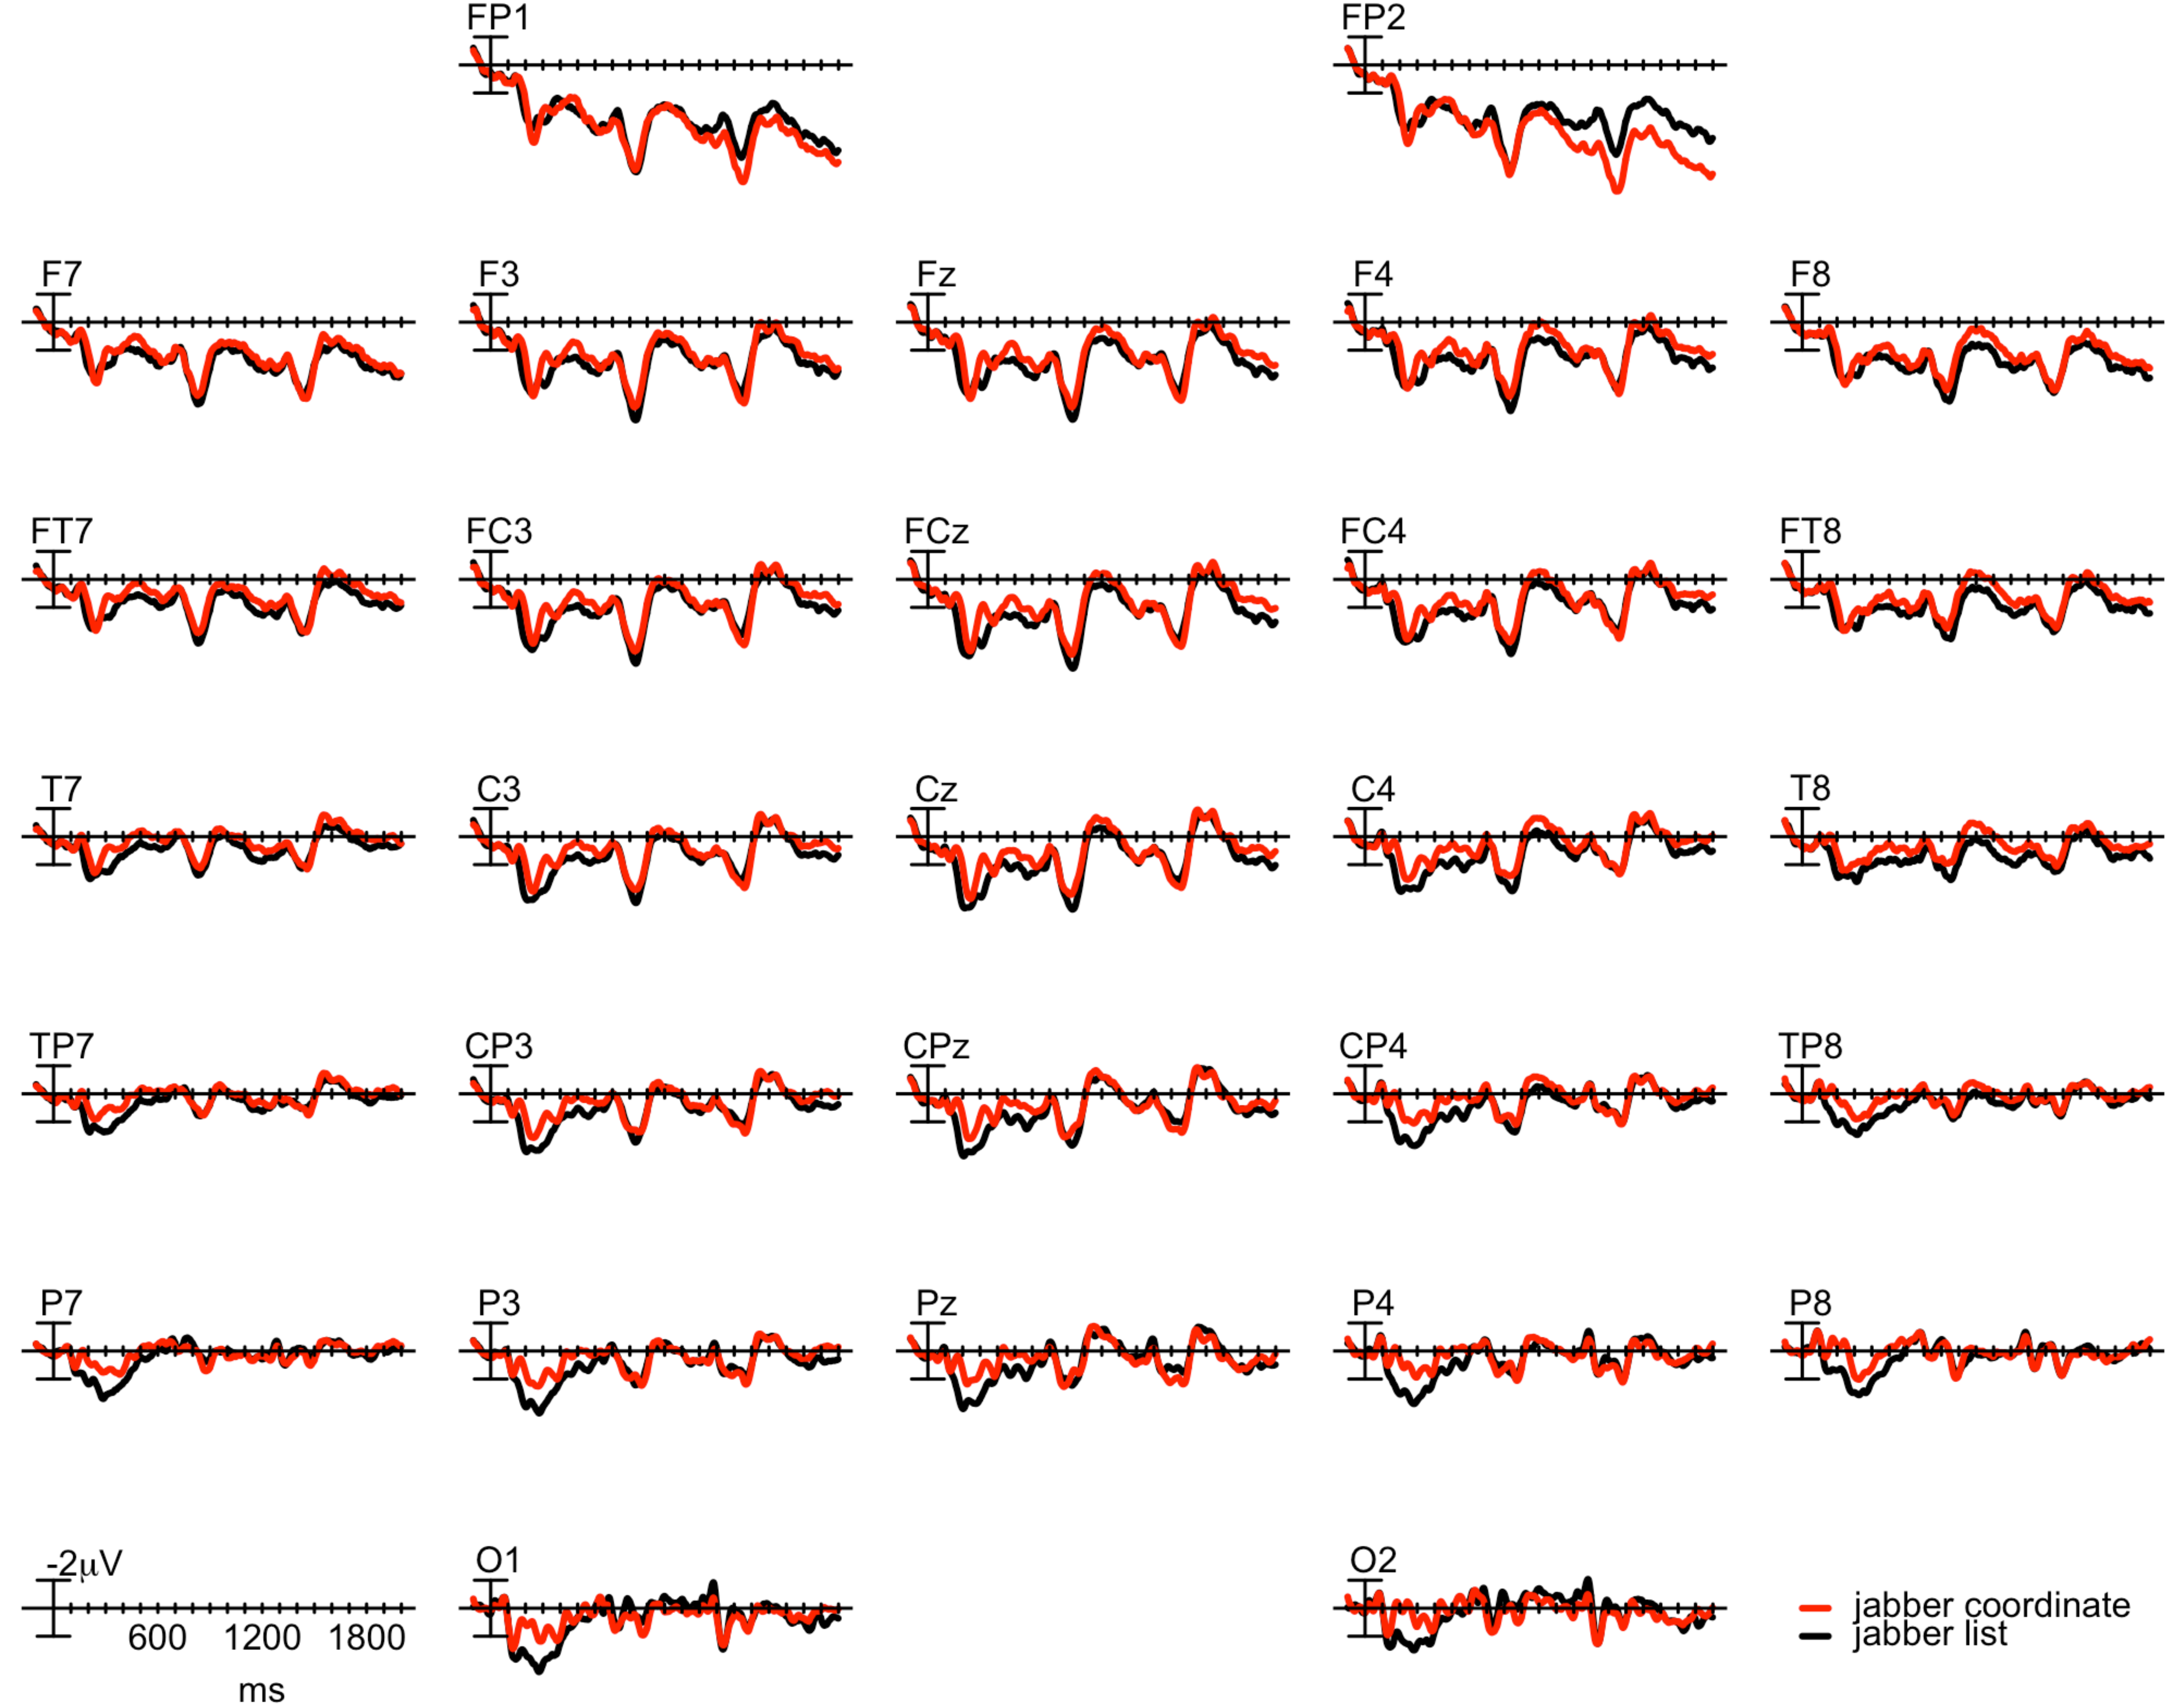 FP1 FP2
F7 F3 Fz F4 F8
FT7 FC3 FCz FC4 FT8
T7 C3 Cz C4 T8
TP7 CP3 CPz CP4 TP8
P7 P3 Pz P4 P8
-2μV O1 O2
600 1200 1800
ms
jabber coordinate
jabber list